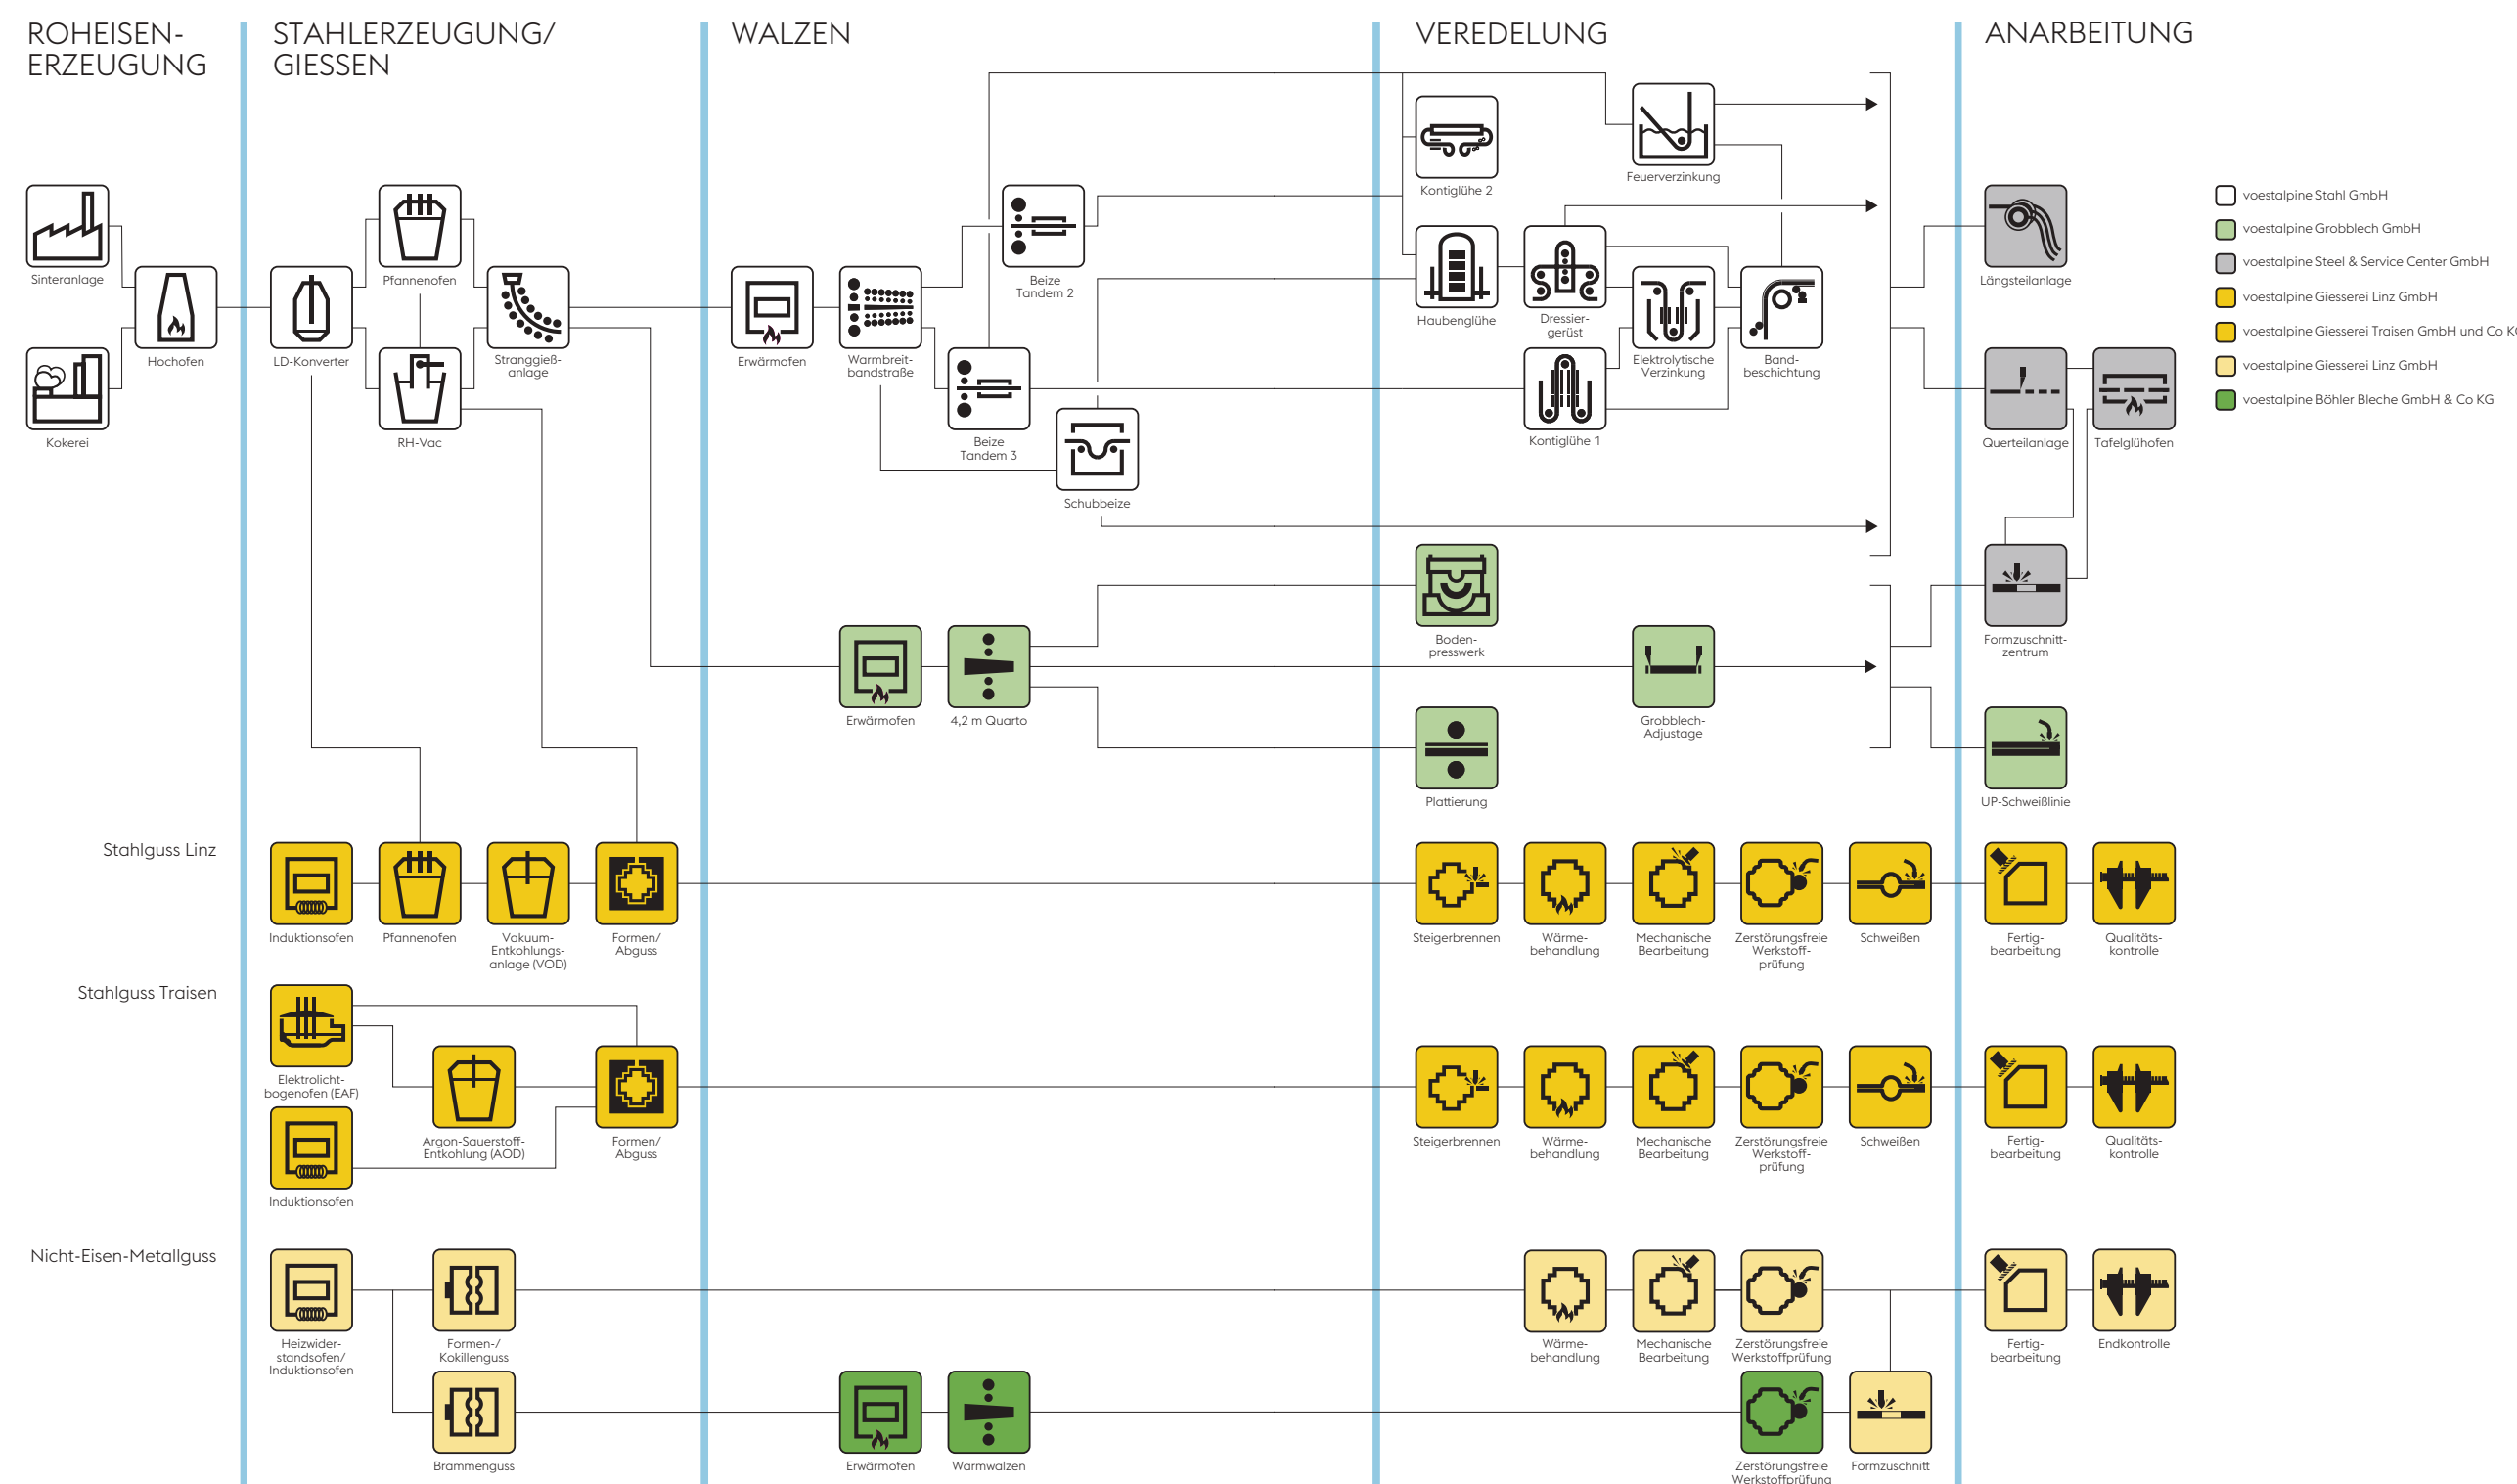 ROHEISEN-
ERZEUGUNG
STAHLERZEUGUNG/
GIESSEN
WALZEN
VEREDELUNG
ANARBEITUNG
Sinteranlage
Kokerei
Hochofen
LD-Konverter
Pfannenofen
RH-Vac
Stranggieß-
anlage
Erwärmofen
Warmbreit-
bandstraße
Beize
Tandem 2
Beize
Tandem 3
Schubbeize
Kontiglühe 2
Haubenglühe
Dressier-
gerüst
Kontiglühe 1
Feuerverzinkung
Elektrolytische
Verzinkung
Band-
beschichtung
Längsteilanlage
Querteilanlage
Tafelglühofen
Formzuschnitt-
zentrum
voestalpine Stahl GmbH
voestalpine Grobblech GmbH
voestalpine Steel & Service Center GmbH
voestalpine Giesserei Linz GmbH
voestalpine Giesserei Traisen GmbH und Co
voestalpine Giesserei Linz GmbH
voestalpine Böhler Bleche GmbH & Co KG
Erwärmofen
4,2 m Quarto
Boden-
presswerk
Plattierung
Grobblech-
Adjustage
UP-Schweißlinie
Stahlguss Linz
Induktionsofen
Pfannenofen
Vakuum-
Entkohlungs-
anlage (VOD)
Formen/
Abguss
Steigerbrennen
Wärme-
behandlung
Mechanische
Bearbeitung
Zerstörungsfreie
Werkstoff-
prüfung
Schweißen
Fertig-
bearbeitung
Qualitäts-
kontrolle
Stahlguss Traisen
Elektrolicht-
bogenofen (EAF)
Induktionsofen
Argon-Sauerstoff-
Entkohlung (AOD)
Formen/
Abguss
Steigerbrennen
Wärme-
behandlung
Mechanische
Bearbeitung
Zerstörungsfreie
Werkstoff-
prüfung
Schweißen
Fertig-
bearbeitung
Qualitäts-
kontrolle
Nicht-Eisen-Metallguss
Heizwider-
standsofen/
Induktionsofen
Formen-/
Kokillenguss
Wärme-
behandlung
Mechanische
Bearbeitung
Zerstörungsfreie
Werkstoffprüfung
Fertig-
bearbeitung
Endkontrolle
Brammenguss
Erwärmofen
Warmwalzen
Zerstörungsfreie
Werkstoffprüfung
Formzuschnitt